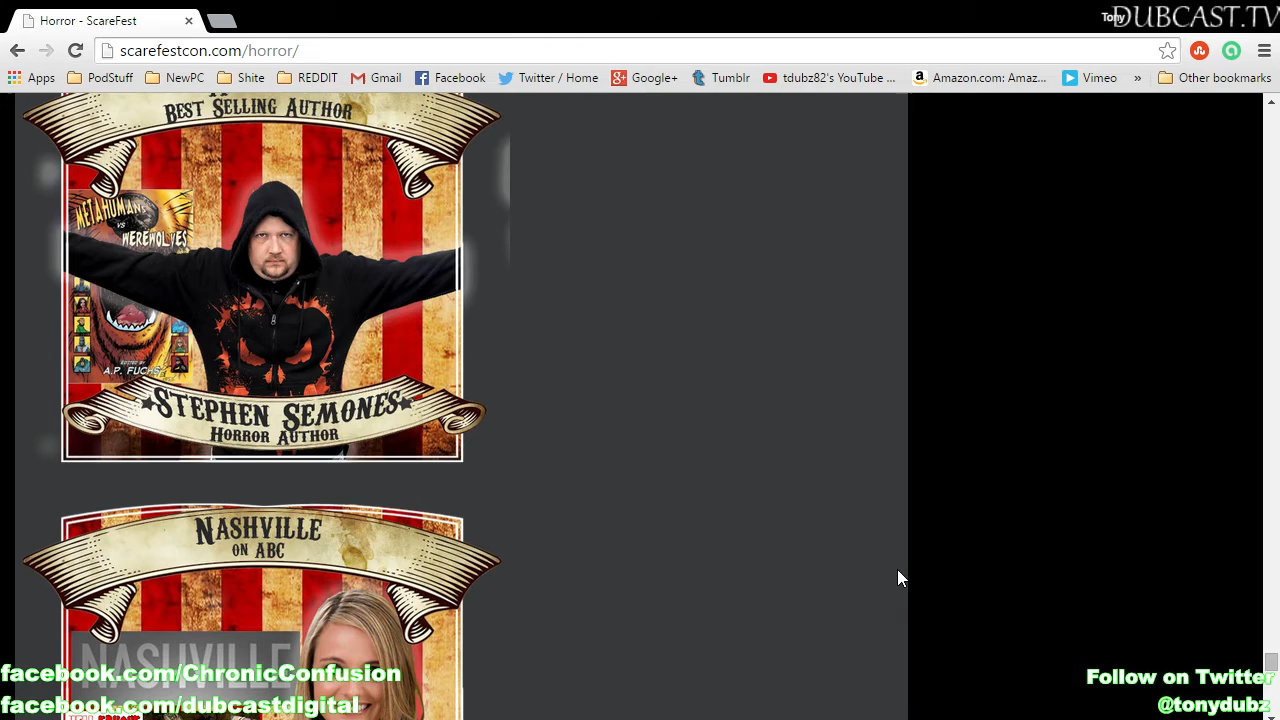 Horror - ScareFest
Tony DUBCAST.TV
scarefestcon.com/horror/
Apps PodStuff NewPC Shite REDDIT Gmail Facebook Twitter / Home Google+ Tumblr tdubz82's YouTube ... Amazon.com: Amaz... Vimeo » Other bookmarks
BEST SELLING AUTHOR
METAHUMANS
VS
WEREWOLVES
A.P. FUCHS
STEPHEN SEMONES
HORROR AUTHOR
NASHVILLE
ON ABC
NASHVILLE
facebook.com/ChronicConfusion
facebook.com/dubcastdigital
Follow on Twitter
@tonydubz